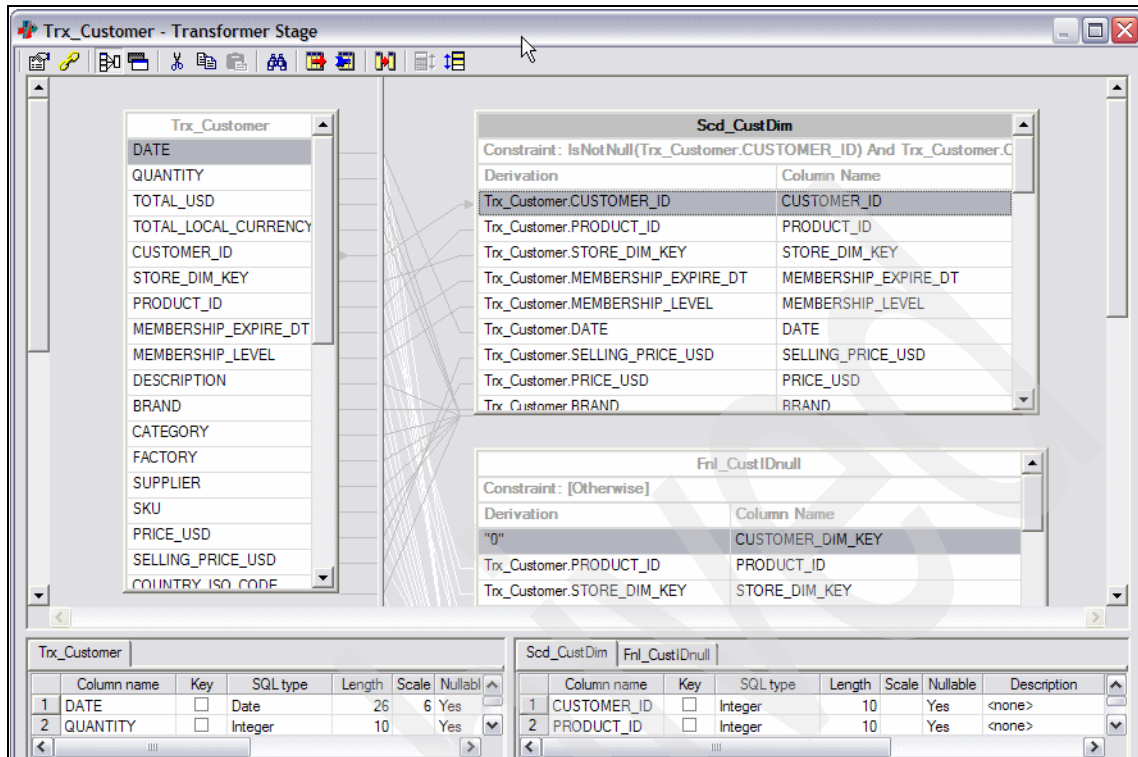 Trx_Customer - Transformer Stage
Trx_Customer
DATE
QUANTITY
TOTAL_USD
TOTAL_LOCAL_CURRENCY
CUSTOMER_ID
STORE_DIM_KEY
PRODUCT_ID
MEMBERSHIP_EXPIRE_DT
MEMBERSHIP_LEVEL
DESCRIPTION
BRAND
CATEGORY
FACTORY
SUPPLIER
SKU
PRICE_USD
SELLING_PRICE_USD
COUNTRY_ISO_CODE
Scd_CustDim
Constraint: IsNotNull(Trx_Customer.CUSTOMER_ID) And Trx_Customer.C
Derivation Column Name
Trx_Customer.CUSTOMER_ID CUSTOMER_ID
Trx_Customer.PRODUCT_ID PRODUCT_ID
Trx_Customer.STORE_DIM_KEY STORE_DIM_KEY
Trx_Customer.MEMBERSHIP_EXPIRE_DT MEMBERSHIP_EXPIRE_DT
Trx_Customer.MEMBERSHIP_LEVEL MEMBERSHIP_LEVEL
Trx_Customer.DATE DATE
Trx_Customer.SELLING_PRICE_USD SELLING_PRICE_USD
Trx_Customer.PRICE_USD PRICE_USD
Trx_Customer.BRAND BRAND
Fnl_CustIDnull
Constraint: [Otherwise]
Derivation Column Name
"0" CUSTOMER_DIM_KEY
Trx_Customer.PRODUCT_ID PRODUCT_ID
Trx_Customer.STORE_DIM_KEY STORE_DIM_KEY
Trx_Customer
Column name Key SQL type Length Scale Nullabl
1 DATE Date 26 6 Yes
2 QUANTITY Integer 10 Yes
Scd_CustDim Fnl_CustIDnull
Column name Key SQL type Length Scale Nullable Description
1 CUSTOMER_ID Integer 10 Yes <none>
2 PRODUCT_ID Integer 10 Yes <none>